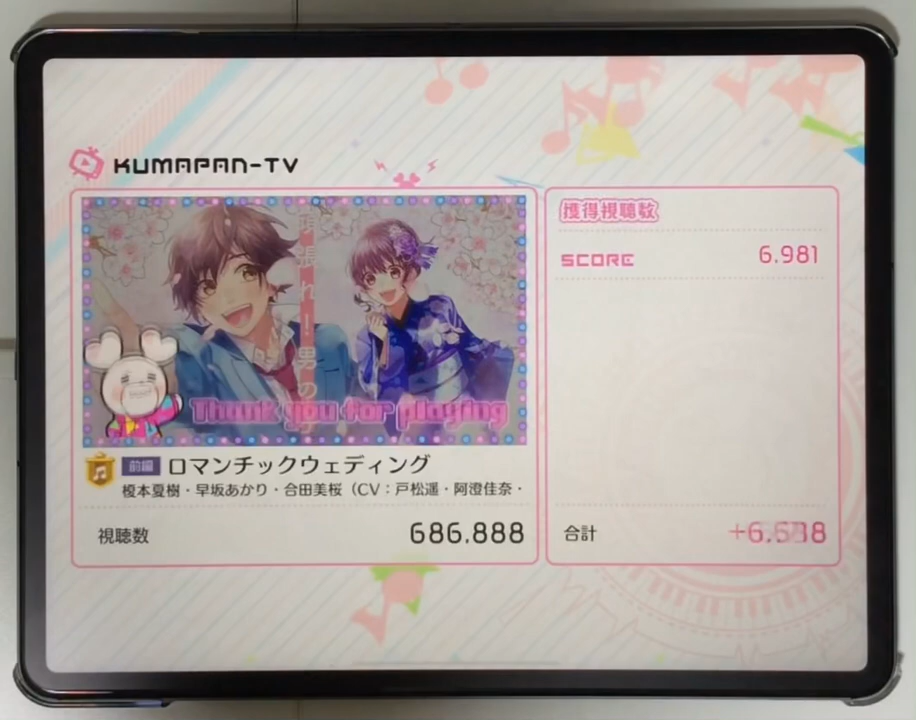 KUMAPAN-TV
獲得視聴数
SCORE 6.981
Thank you for playing
前編 ロマンチックウェディング
榎本夏樹・早坂あかり・合田美桜（CV：戸松遥・阿澄佳奈・
視聴数 686.888
合計